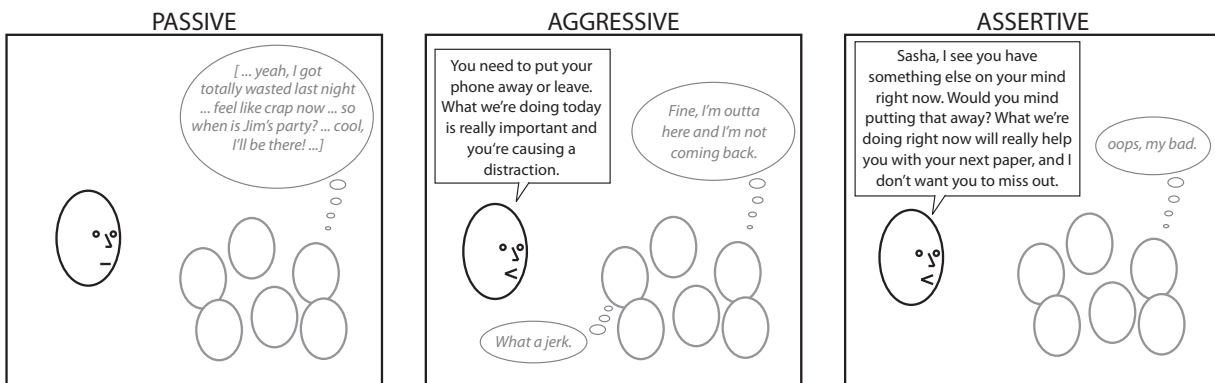 PASSIVE
[ ... yeah, I got
totally wasted last night
... feel like crap now ... so
when is Jim's party? ... cool,
I'll be there! ...]
AGGRESSIVE
You need to put your
phone away or leave.
What we're doing today
is really important and
you're causing a
distraction.
Fine, I'm outta
here and I'm not
coming back.
What a jerk.
ASSERTIVE
Sasha, I see you have
something else on your mind
right now. Would you mind
putting that away? What we're
doing right now will really help
you with your next paper, and I
don't want you to miss out.
oops, my bad.